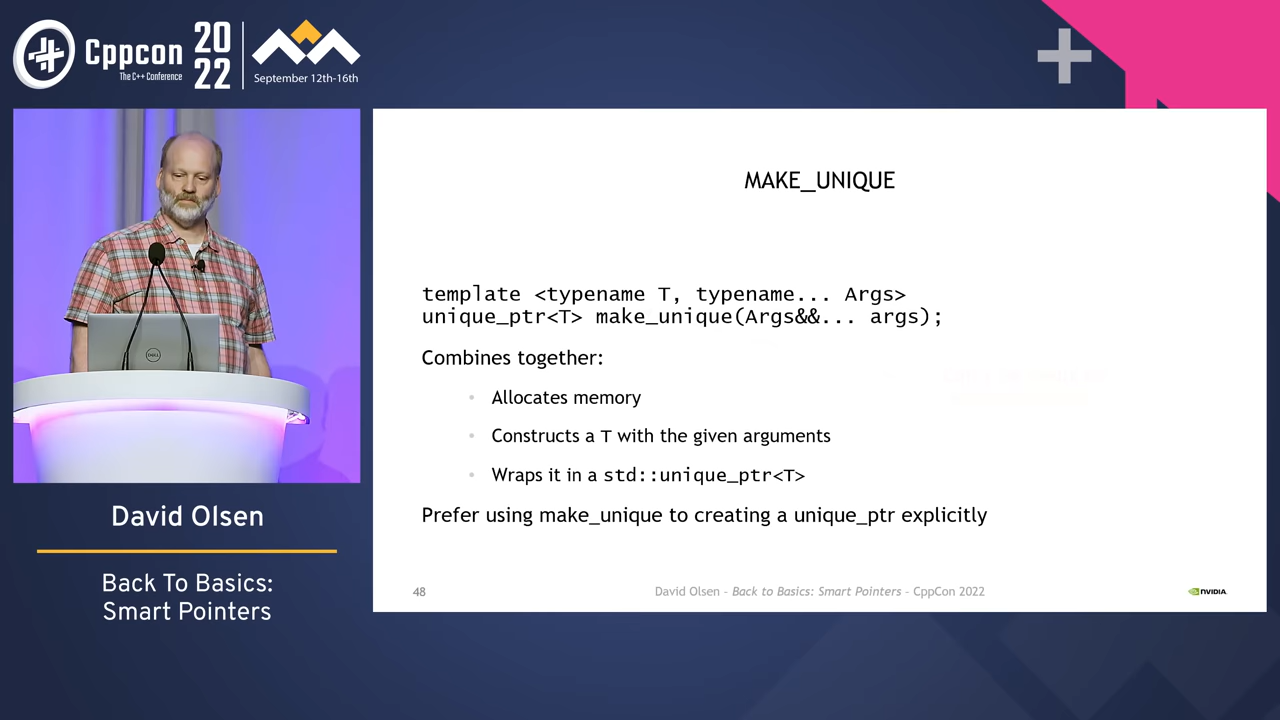 Cppcon
The C++ Conference
20
22
September 12th-16th
MAKE_UNIQUE
template <typename T, typename... Args>
unique_ptr<T> make_unique(Args&&... args);
Combines together:
• Allocates memory
• Constructs a T with the given arguments
• Wraps it in a std::unique_ptr<T>
Prefer using make_unique to creating a unique_ptr explicitly
48
David Olsen - Back to Basics: Smart Pointers - CppCon 2022
NVIDIA
DELL
David Olsen
Back To Basics:
Smart Pointers